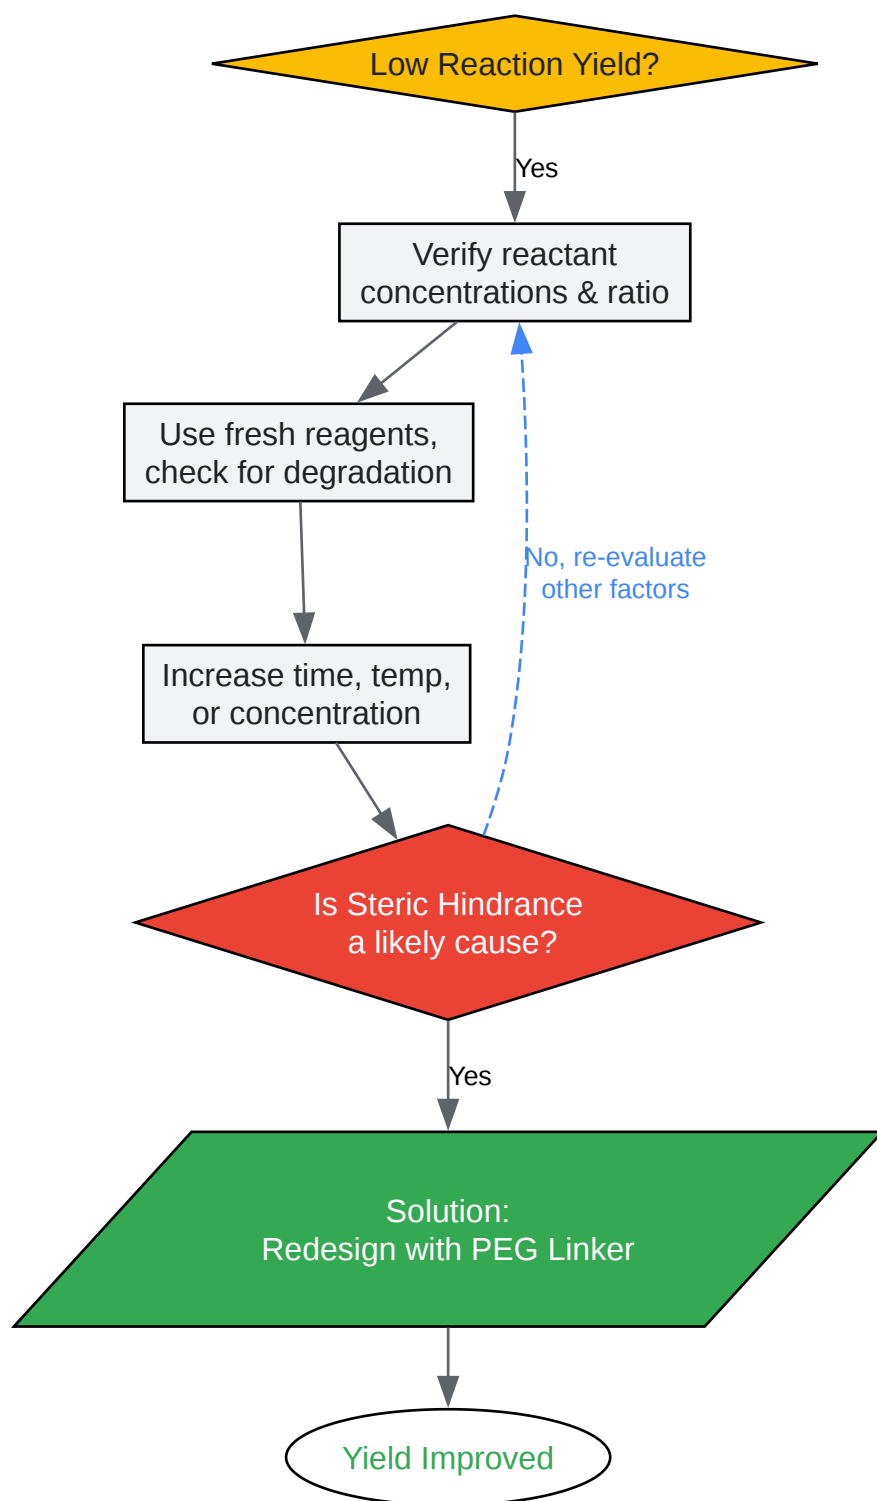 Low Reaction Yield?
Yes
Verify reactant
concentrations & ratio
Use fresh reagents,
check for degradation
No, re-evaluate
other factors
Increase time, temp,
or concentration
Is Steric Hindrance
a likely cause?
Yes
Solution:
Redesign with PEG Linker
Yield Improved